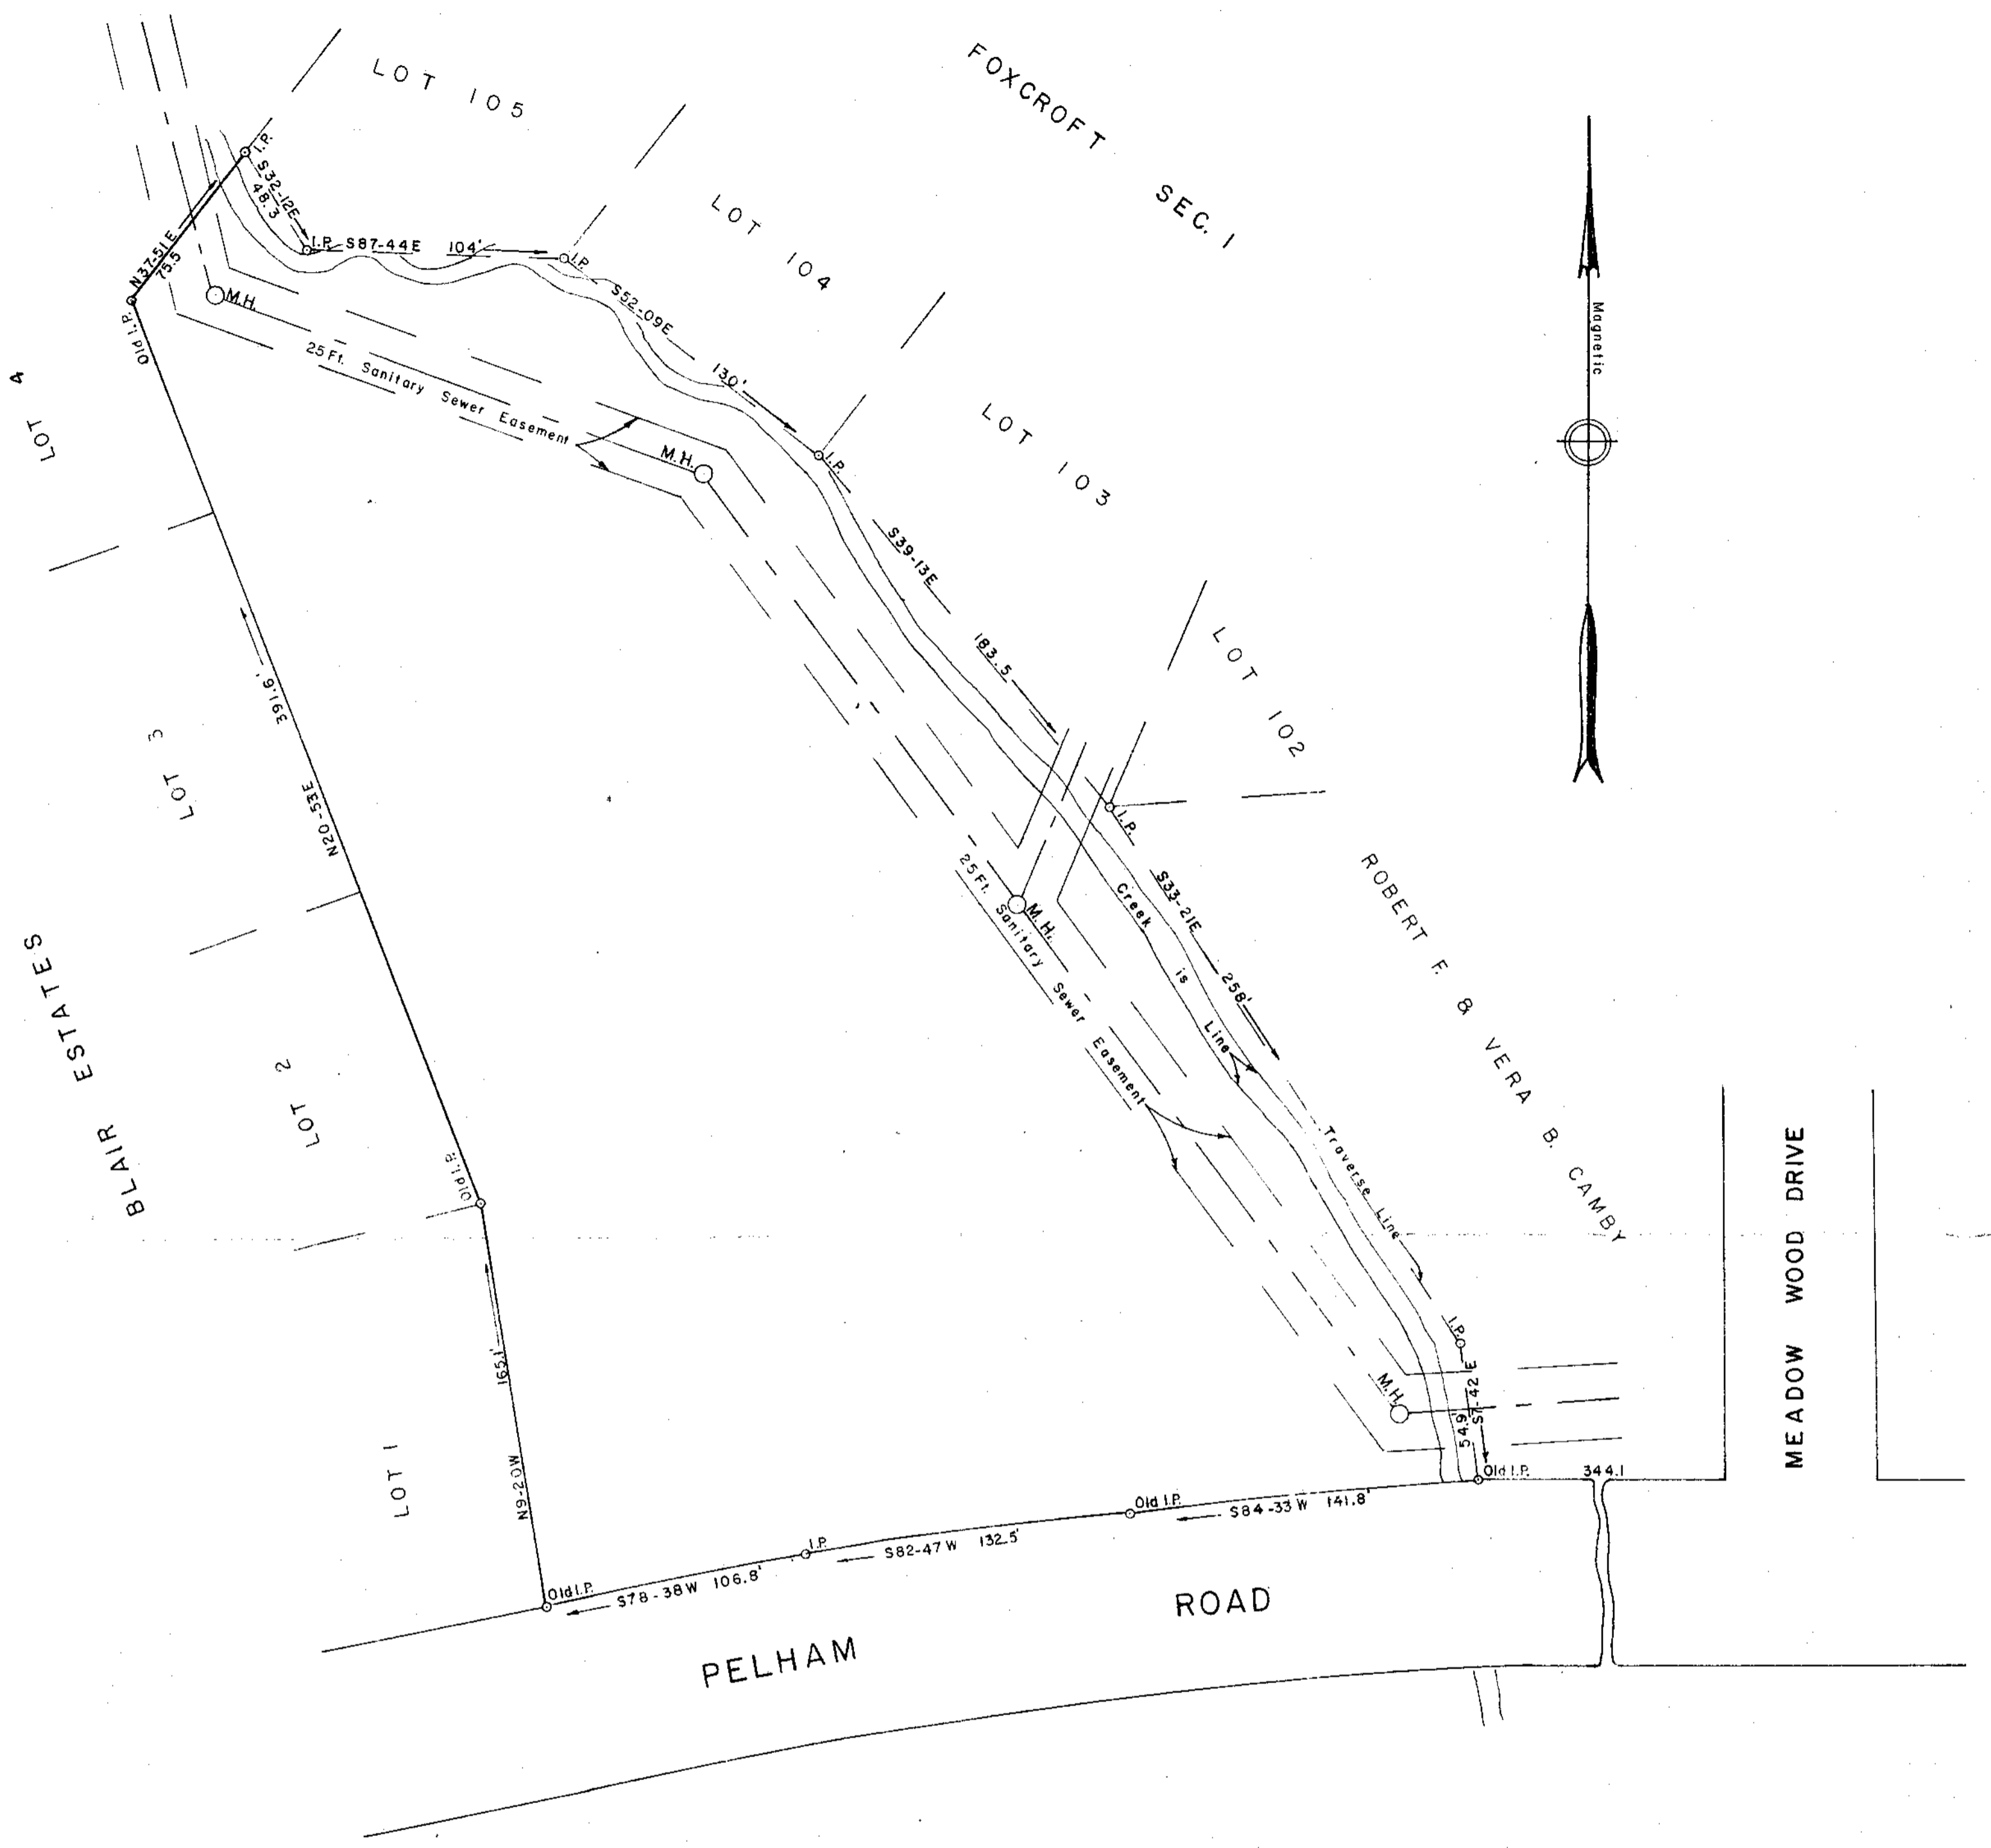 FOXCROFT SEC. I
LOT 105
LOT 104
LOT 103
LOT 102
Magnetic
I.P.
S32-12E
48.3
I.P.
S87-44E 104'
I.P.
S52-09E 130'
I.P.
S39-13E 183.5
I.P.
S33-21E 258'
Traverse Line
I.P.
S7-42E
54.9'
Old I.P.
344.1
N37-51E
75.5
Old I.P.
M.H.
25 Ft. Sanitary Sewer Easement
M.H.
M.H.
25 Ft. Sanitary Sewer Easement
Creek is Line
M.H.
ROBERT F. & VERA B. CAMBY
MEADOW WOOD DRIVE
LOT 4
LOT 3
LOT 2
LOT 1
BLAIR ESTATES
391.6'
N20-53E
Old I.P.
165.1'
N9-20W
Old I.P.
S78-38W 106.8'
I.P.
S82-47W 132.5'
Old I.P.
S84-33W 141.8'
PELHAM ROAD